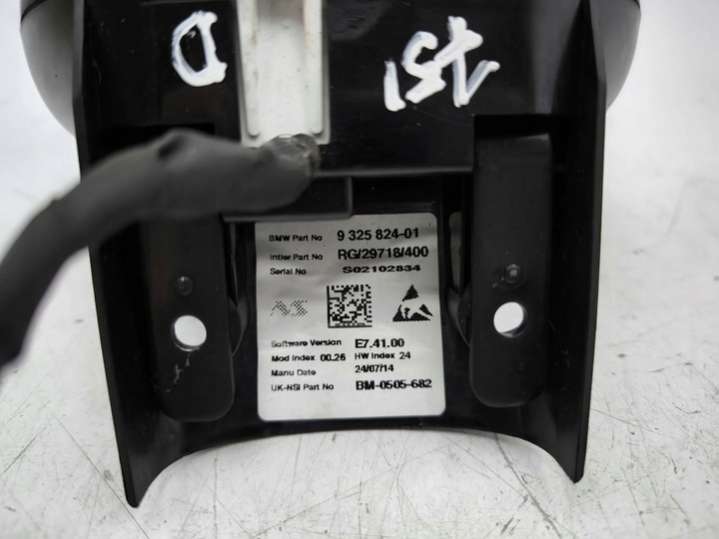 D
BMW Part No 9 325 824-01
Intier Part No RG/29718/400
Serial No S02102834
Software Version E7.41.00
Mod Index 00.26 HW Index 24
Manu Date 24/07/14
UK-NSI Part No BM-0505-682